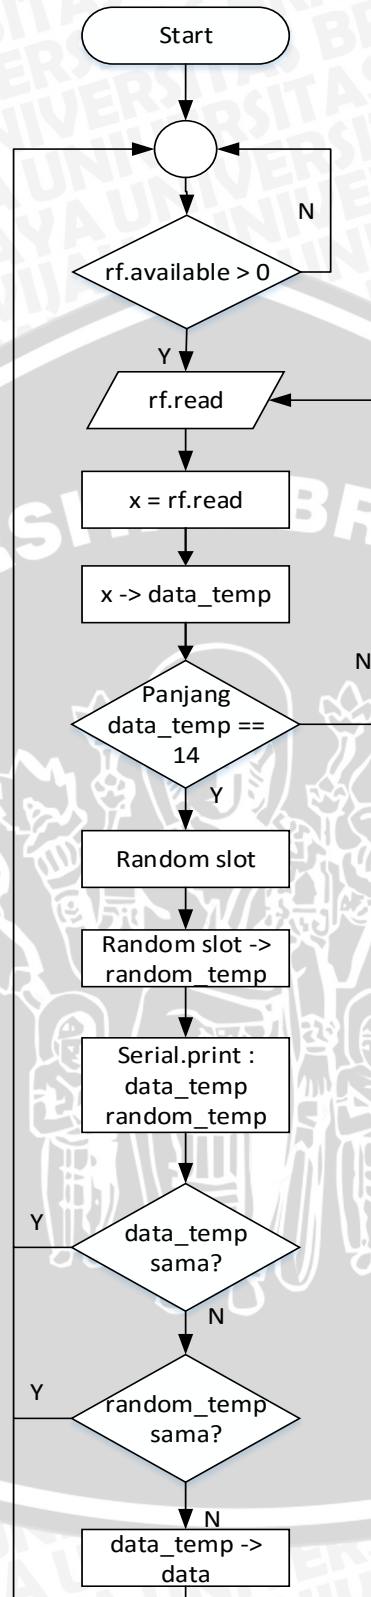 Start
N
rf.available > 0
Y
rf.read
x = rf.read
x -> data_temp
N
Panjang
data_temp ==
14
Y
Random slot
Random slot ->
random_temp
Serial.print :
data_temp
random_temp
Y
data_temp
sama?
N
Y
random_temp
sama?
N
data_temp ->
data